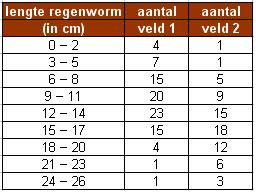 lengte regenworm aantal aantal
(in cm) veld 1 veld 2
0 – 2 4 1
3 – 5 7 1
6 – 8 15 5
9 – 11 20 9
12 – 14 23 15
15 – 17 15 18
18 – 20 4 12
21 – 23 1 6
24 – 26 1 3